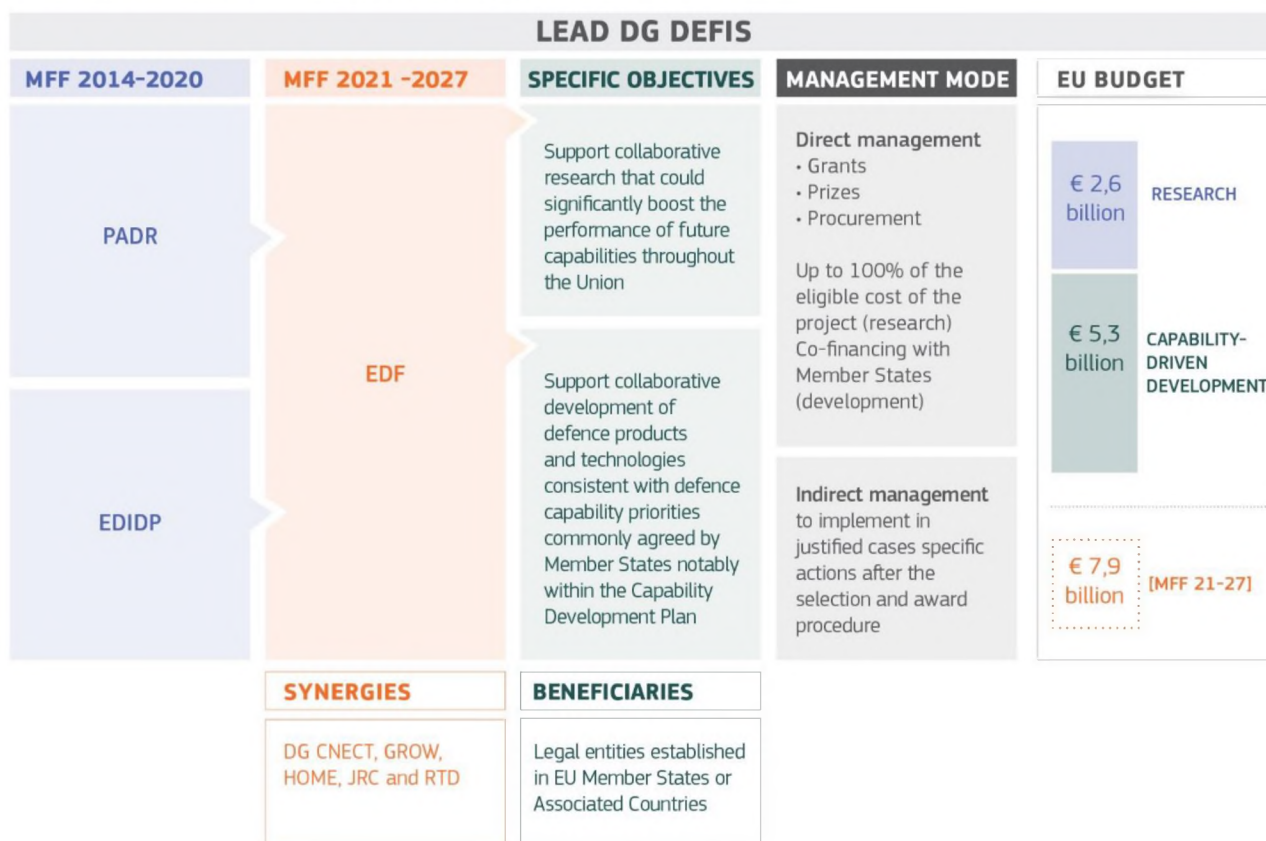 LEAD DG DEFIS
MFF 2014-2020
MFF 2021 -2027
SPECIFIC OBJECTIVES
MANAGEMENT MODE
EU BUDGET
PADR
EDIDP
EDF
Support collaborative
research that could
significantly boost the
performance of future
capabilities throughout
the Union
Support collaborative
development of
defence products
and technologies
consistent with defence
capability priorities
commonly agreed by
Member States notably
within the Capability
Development Plan
Direct management
• Grants
• Prizes
• Procurement
Up to 100% of the
eligible cost of the
project (research)
Co-financing with
Member States
(development)
Indirect management
to implement in
justified cases specific
actions after the
selection and award
procedure
€ 2,6
billion
RESEARCH
€ 5,3
billion
CAPABILITY-
DRIVEN
DEVELOPMENT
€ 7,9
billion
[MFF 21-27]
SYNERGIES
DG CNECT, GROW,
HOME, JRC and RTD
BENEFICIARIES
Legal entities established
in EU Member States or
Associated Countries